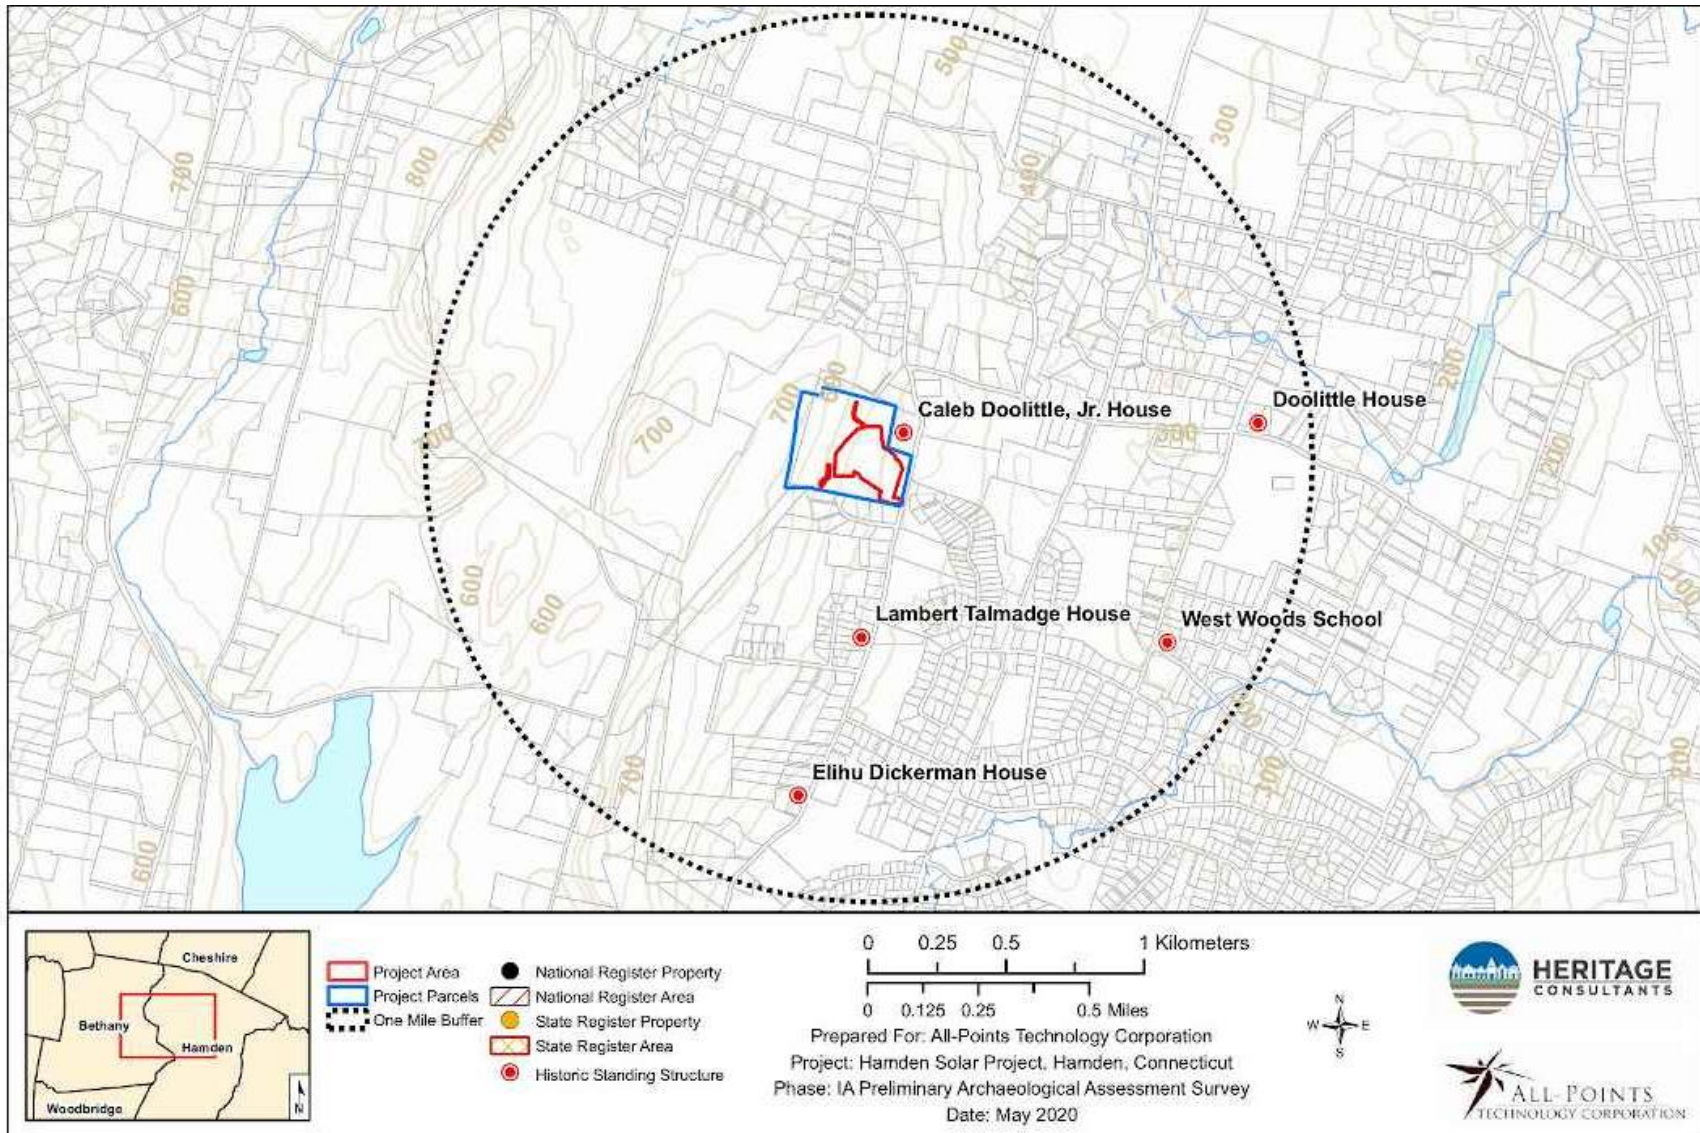 500
700
800
700
300
400
600
200
700
600
700
Caleb Doolittle, Jr. House
Doolittle House
700
700
300
200
100
100
600
600
Lambert Talmadge House
West Woods School
200
700
Elihu Dickerman House
300
600
Cheshire
Bethany
Hamden
Woodbridge
N
Project Area
Project Parcels
One Mile Buffer
National Register Property
National Register Area
State Register Property
State Register Area
Historic Standing Structure
0 0.25 0.5 1 Kilometers
0 0.125 0.25 0.5 Miles
Prepared For: All-Points Technology Corporation
Project: Hamden Solar Project, Hamden, Connecticut
Phase: IA Preliminary Archaeological Assessment Survey
Date: May 2020
N
W E
S
HERITAGE
CONSULTANTS
ALL-POINTS
TECHNOLOGY CORPORATION